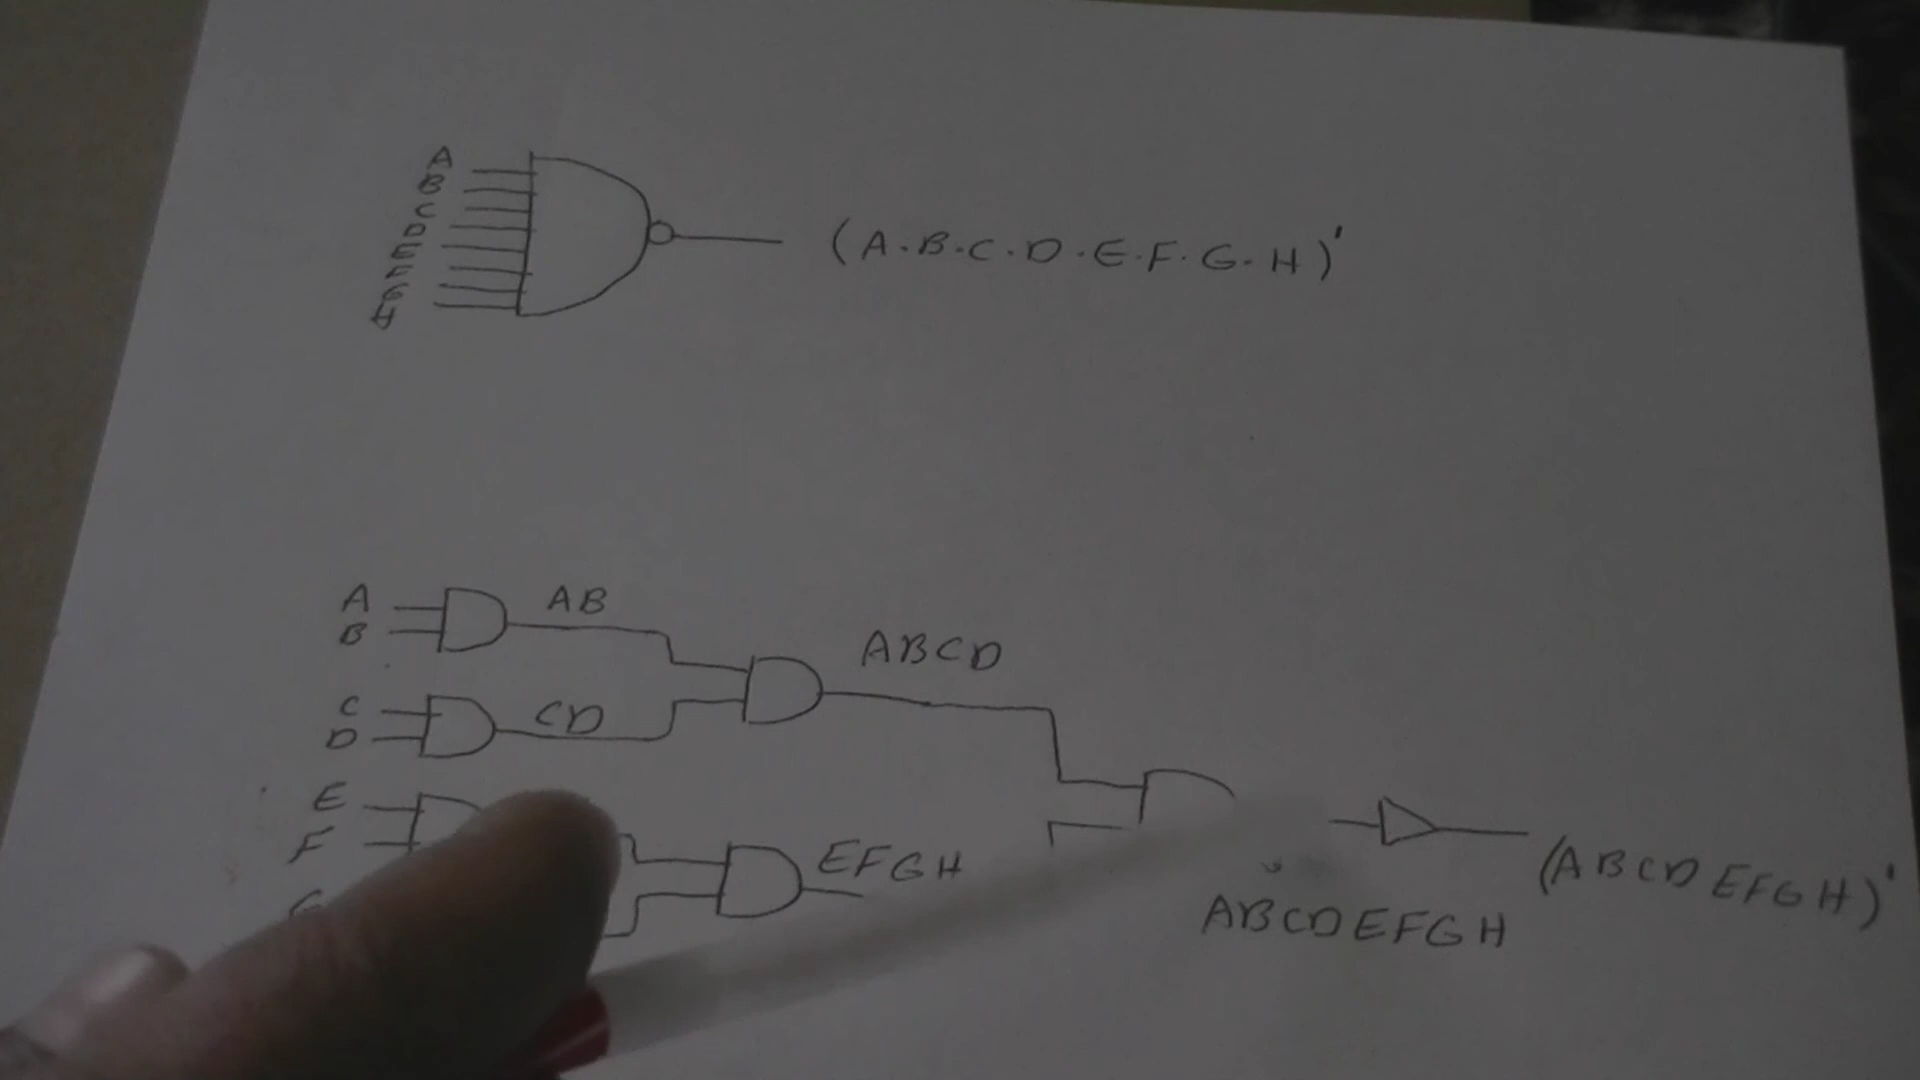 A
B
C
D
E
F
G
H
(A.B.C.D.E.F.G.H)'
A
B
AB
C
D
CD
ABCD
E
F
G
EFGH
ABCDEFGH
(ABCDEFGH)'